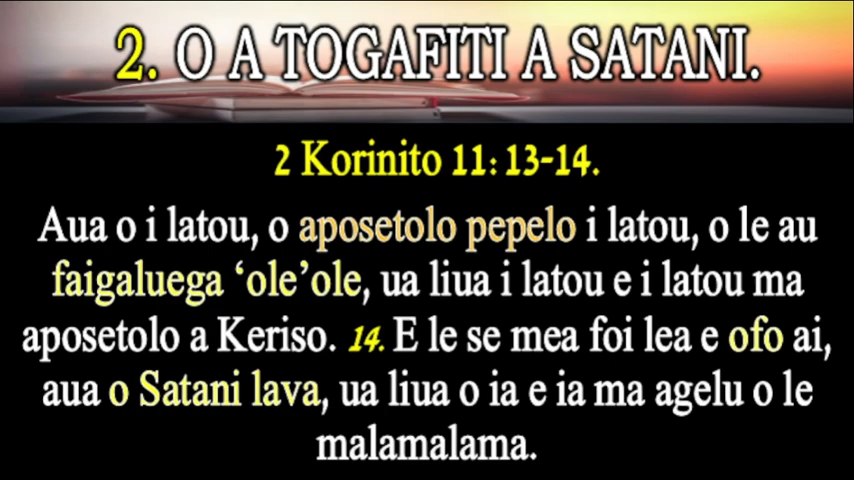 2. O A TOGAFITI A SATANI.
2 Korinito 11: 13-14.
Aua o i latou, o aposetolo pepelo i latou, o le au
faigaluega ‘ole’ole, ua liua i latou e i latou ma
aposetolo a Keriso. 14. E le se mea foi lea e ofo ai,
aua o Satani lava, ua liua o ia e ia ma agelu o le
malamalama.